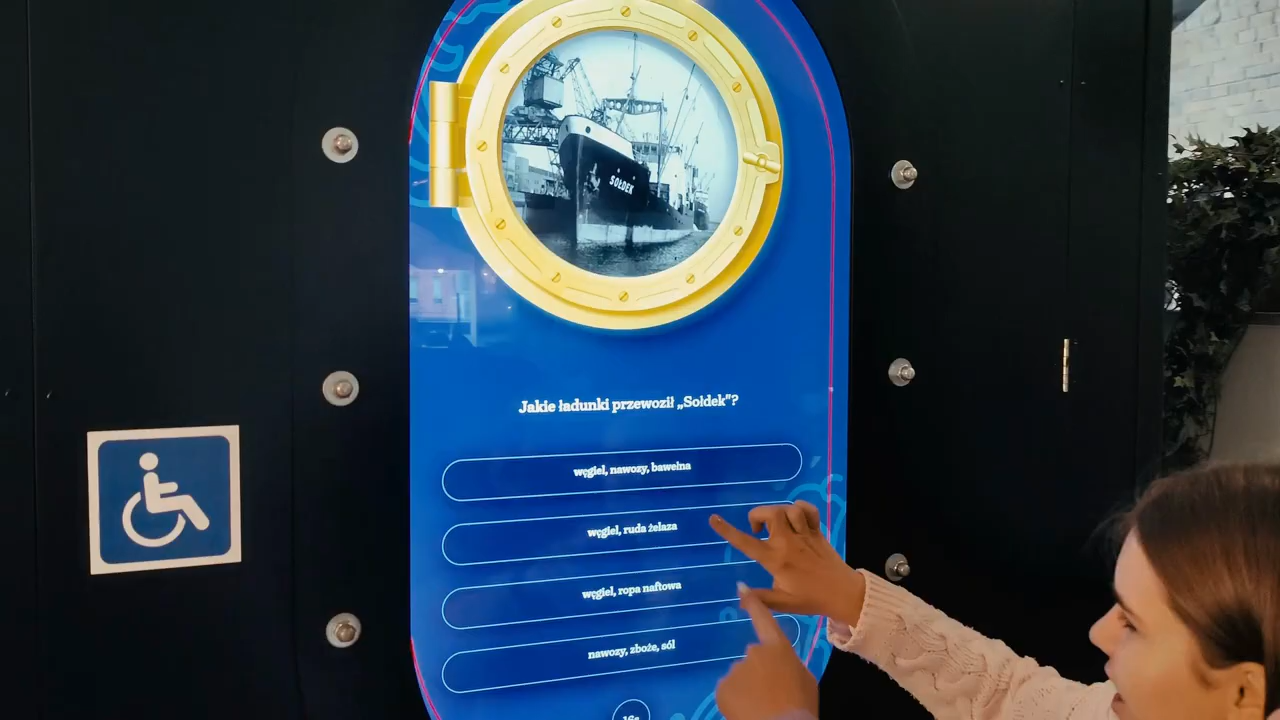 SOŁDEK
Jakie ładunki przewoził „Sołdek”?
węgiel, nawozy, bawełna
węgiel, ruda żelaza
węgiel, ropa naftowa
nawozy, zboże, sól